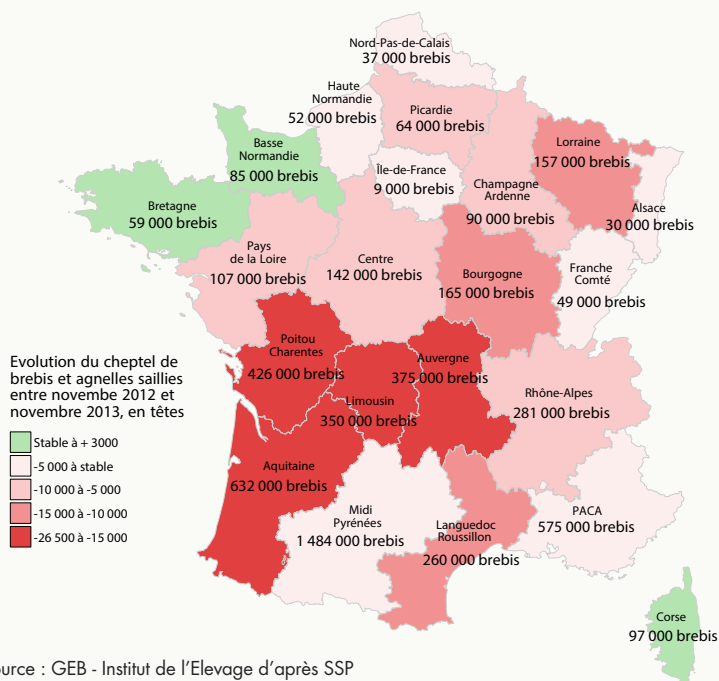 Nord-Pas-de-Calais
37 000 brebis
Haute
Normandie
52 000 brebis
Picardie
64 000 brebis
Basse
Normandie
85 000 brebis
Île-de-France
9 000 brebis
Lorraine
157 000 brebis
Champagne
Ardenne
90 000 brebis
Alsace
30 000 brebis
Bretagne
59 000 brebis
Pays
de la Loire
107 000 brebis
Centre
142 000 brebis
Bourgogne
165 000 brebis
Franche
Comté
49 000 brebis
Poitou
Charentes
426 000 brebis
Auvergne
375 000 brebis
Limousin
350 000 brebis
Rhône-Alpes
281 000 brebis
Aquitaine
632 000 brebis
Midi
Pyrénées
1 484 000 brebis
Languedoc
Roussillon
260 000 brebis
PACA
575 000 brebis
Corse
97 000 brebis
Evolution du cheptel de
brebis et agnelles saillies
entre novembe 2012 et
novembre 2013, en têtes
Stable à + 3000
-5 000 à stable
-10 000 à -5 000
-15 000 à -10 000
-26 500 à -15 000
ource : GEB - Institut de l'Elevage d'après SSP